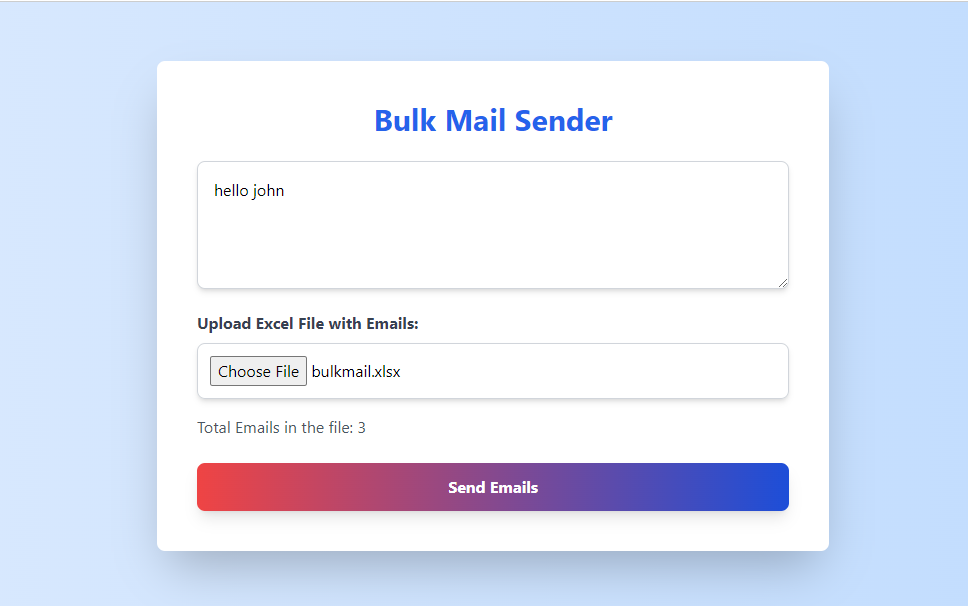 Bulk Mail Sender
hello john
Upload Excel File with Emails:
Choose File bulkmail.xlsx
Total Emails in the file: 3
Send Emails